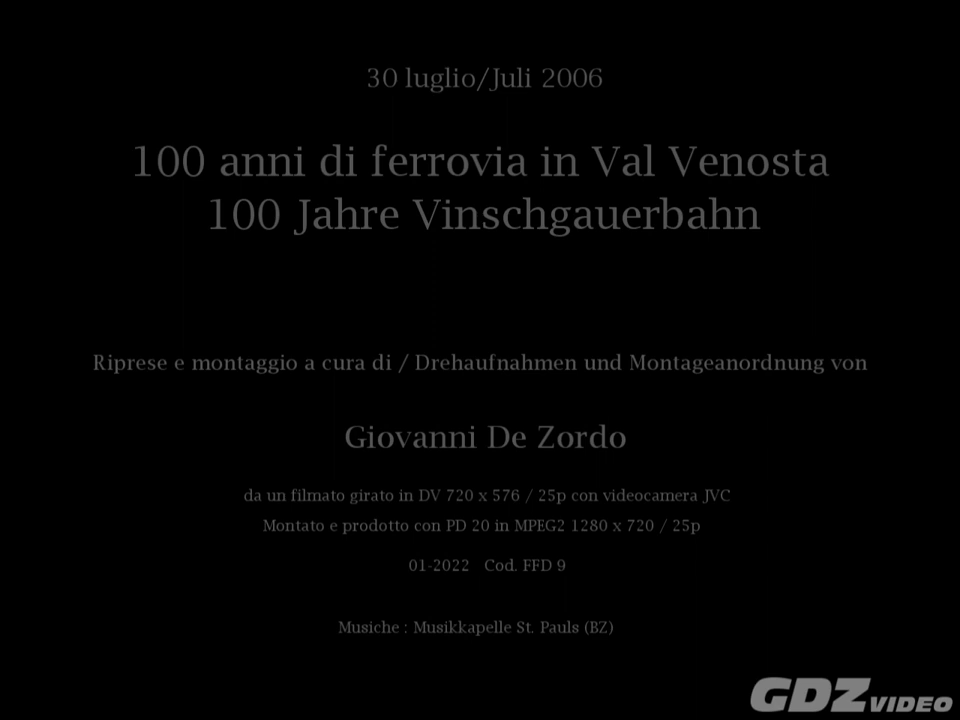 30 luglio/Juli 2006
100 anni di ferrovia in Val Venosta
100 Jahre Vinschgauerbahn
Riprese e montaggio a cura di / Drehaufnahmen und Montageanordnung von
Giovanni De Zordo
da un filmato girato in DV 720 x 576 / 25p con videocamera JVC
Montato e prodotto con PD 20 in MPEG2 1280 x 720 / 25p
01-2022 Cod. FFD 9
Musiche : Musikkapelle St. Pauls (BZ)
GDZ VIDEO